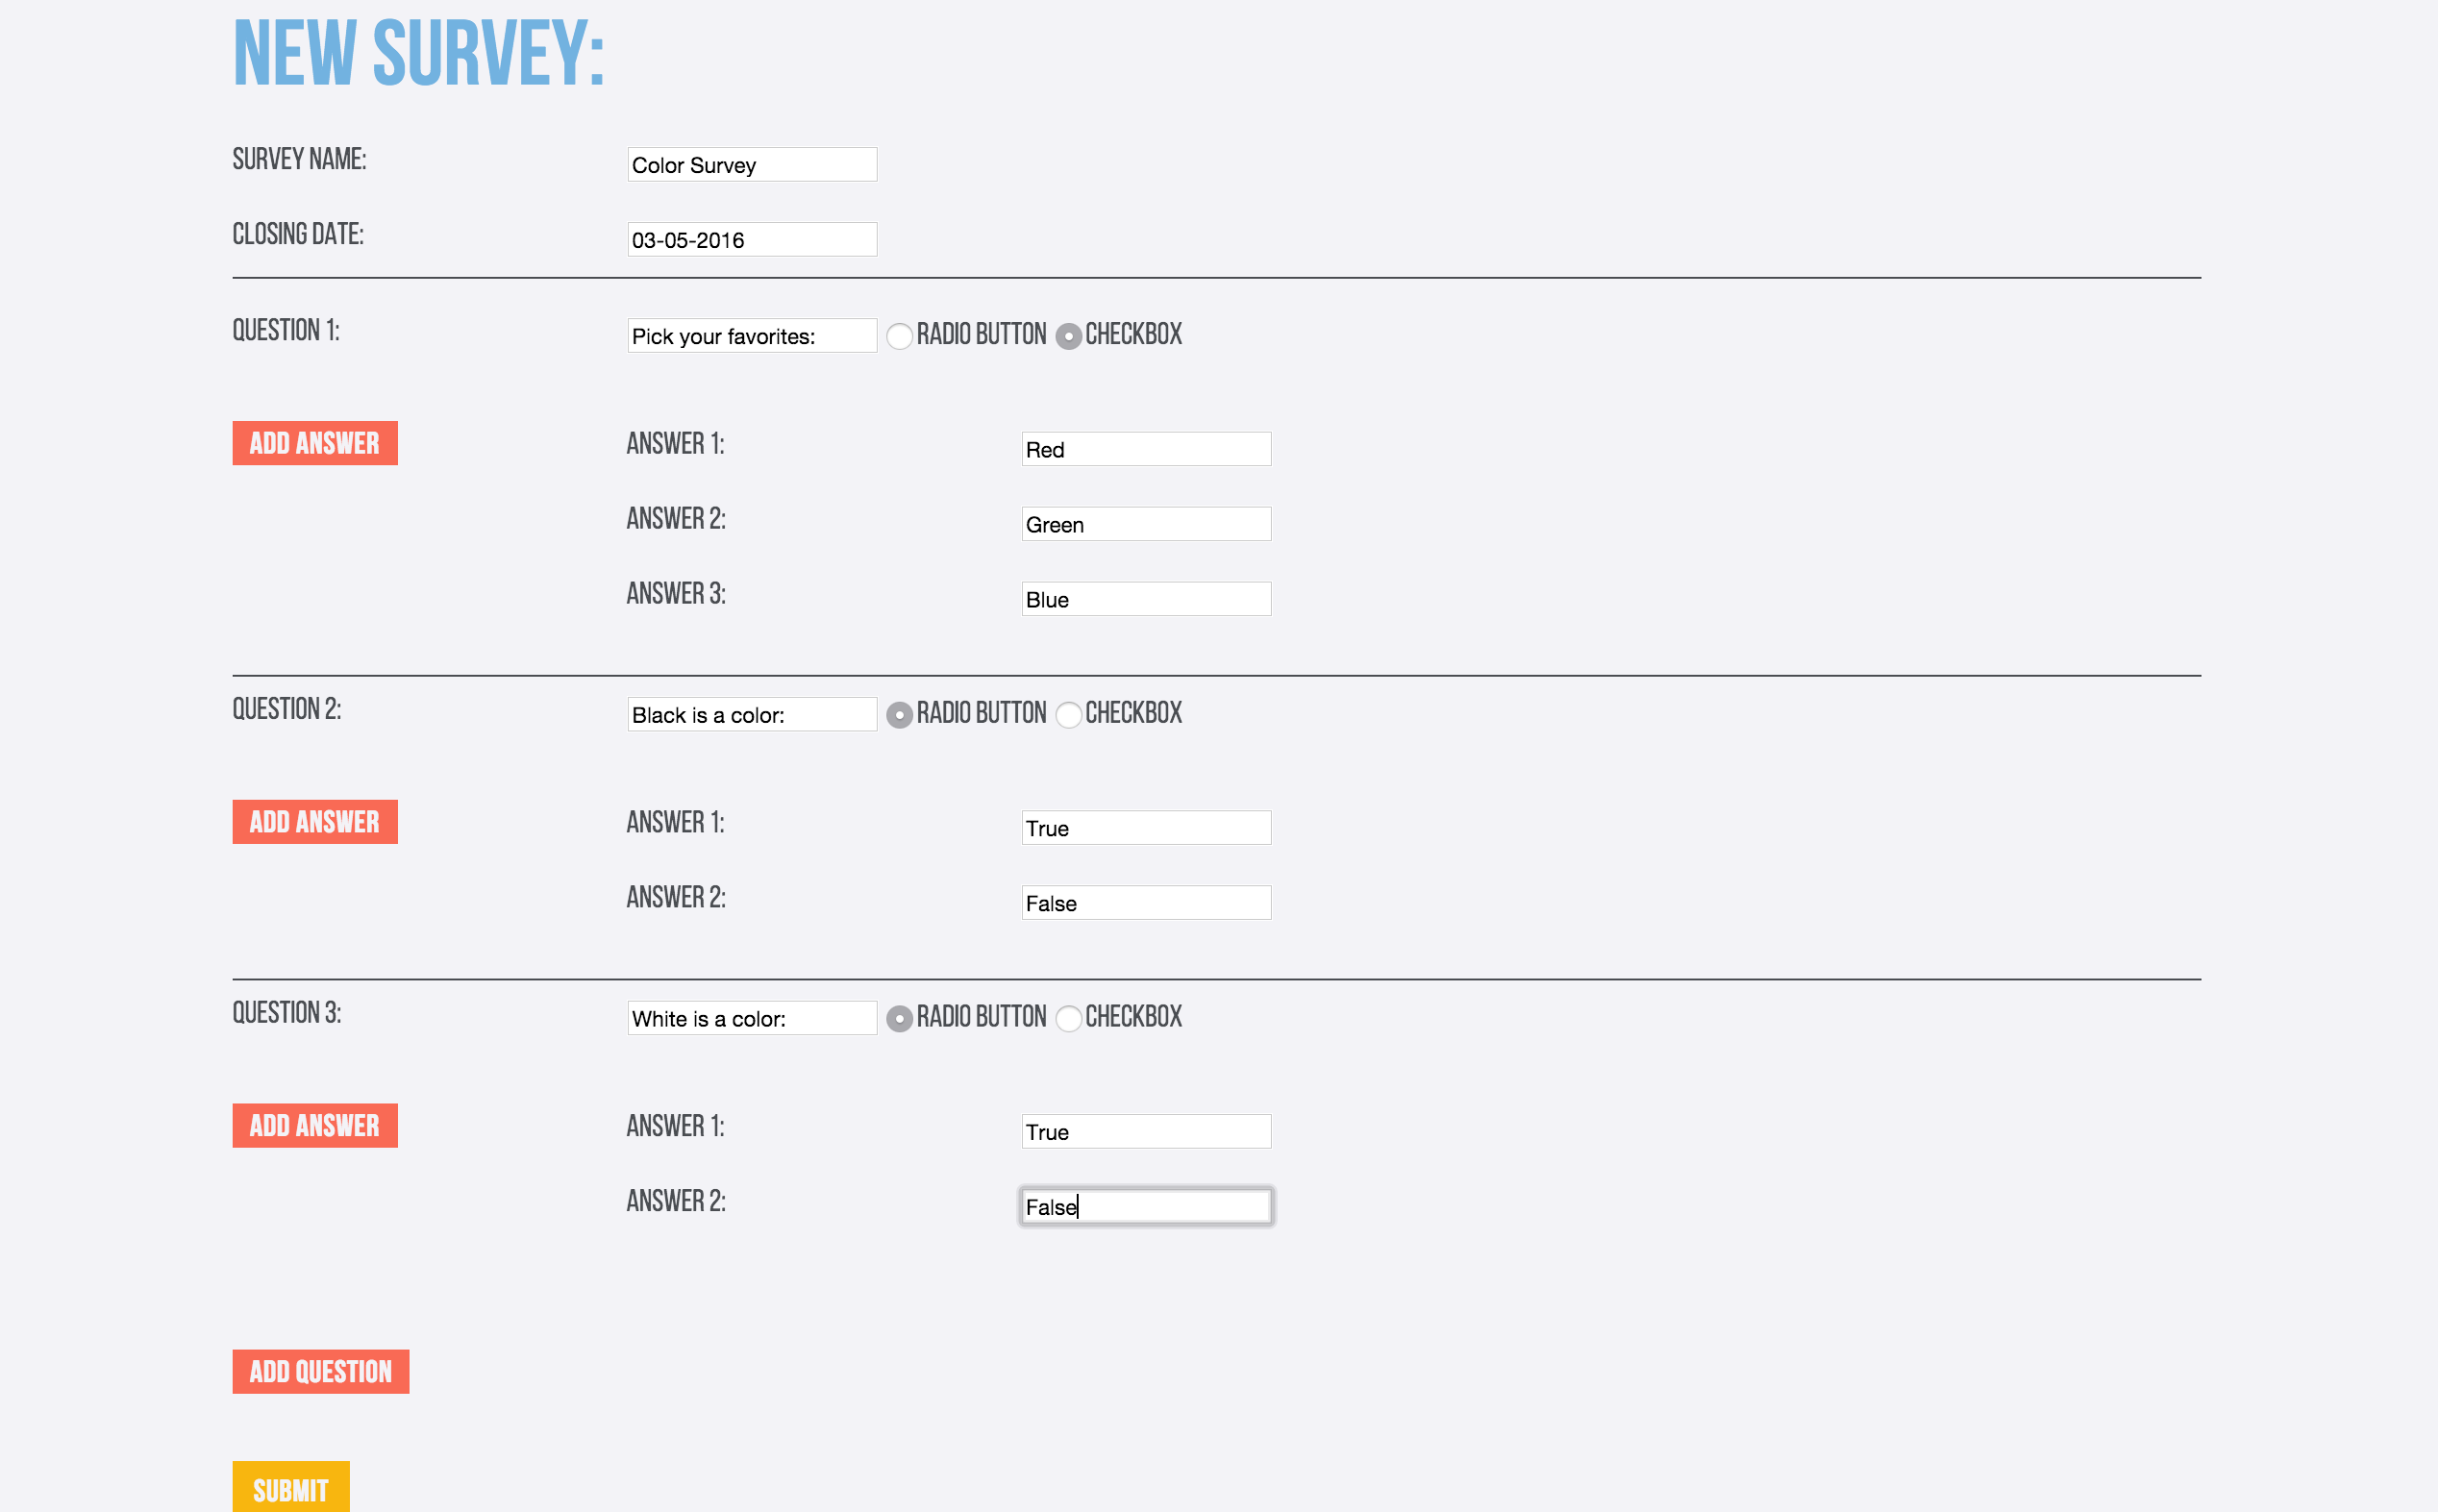 NEW SURVEY:
SURVEY NAME: Color Survey
CLOSING DATE: 03-05-2016
QUESTION 1: Pick your favorites: RADIO BUTTON CHECKBOX
ADD ANSWER ANSWER 1: Red
ANSWER 2: Green
ANSWER 3: Blue
QUESTION 2: Black is a color: RADIO BUTTON CHECKBOX
ADD ANSWER ANSWER 1: True
ANSWER 2: False
QUESTION 3: White is a color: RADIO BUTTON CHECKBOX
ADD ANSWER ANSWER 1: True
ANSWER 2: False
ADD QUESTION
SUBMIT